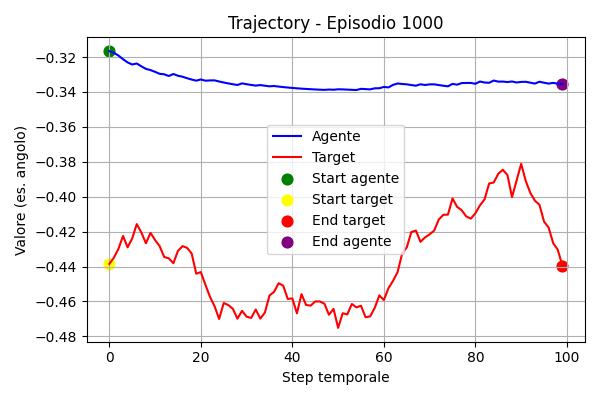 Trajectory - Episodio 1000
Valore (es. angolo)
−0.32
−0.34
−0.36
−0.38
−0.40
−0.42
−0.44
−0.46
−0.48
Agente
Target
Start agente
Start target
End target
End agente
0 20 40 60 80 100
Step temporale